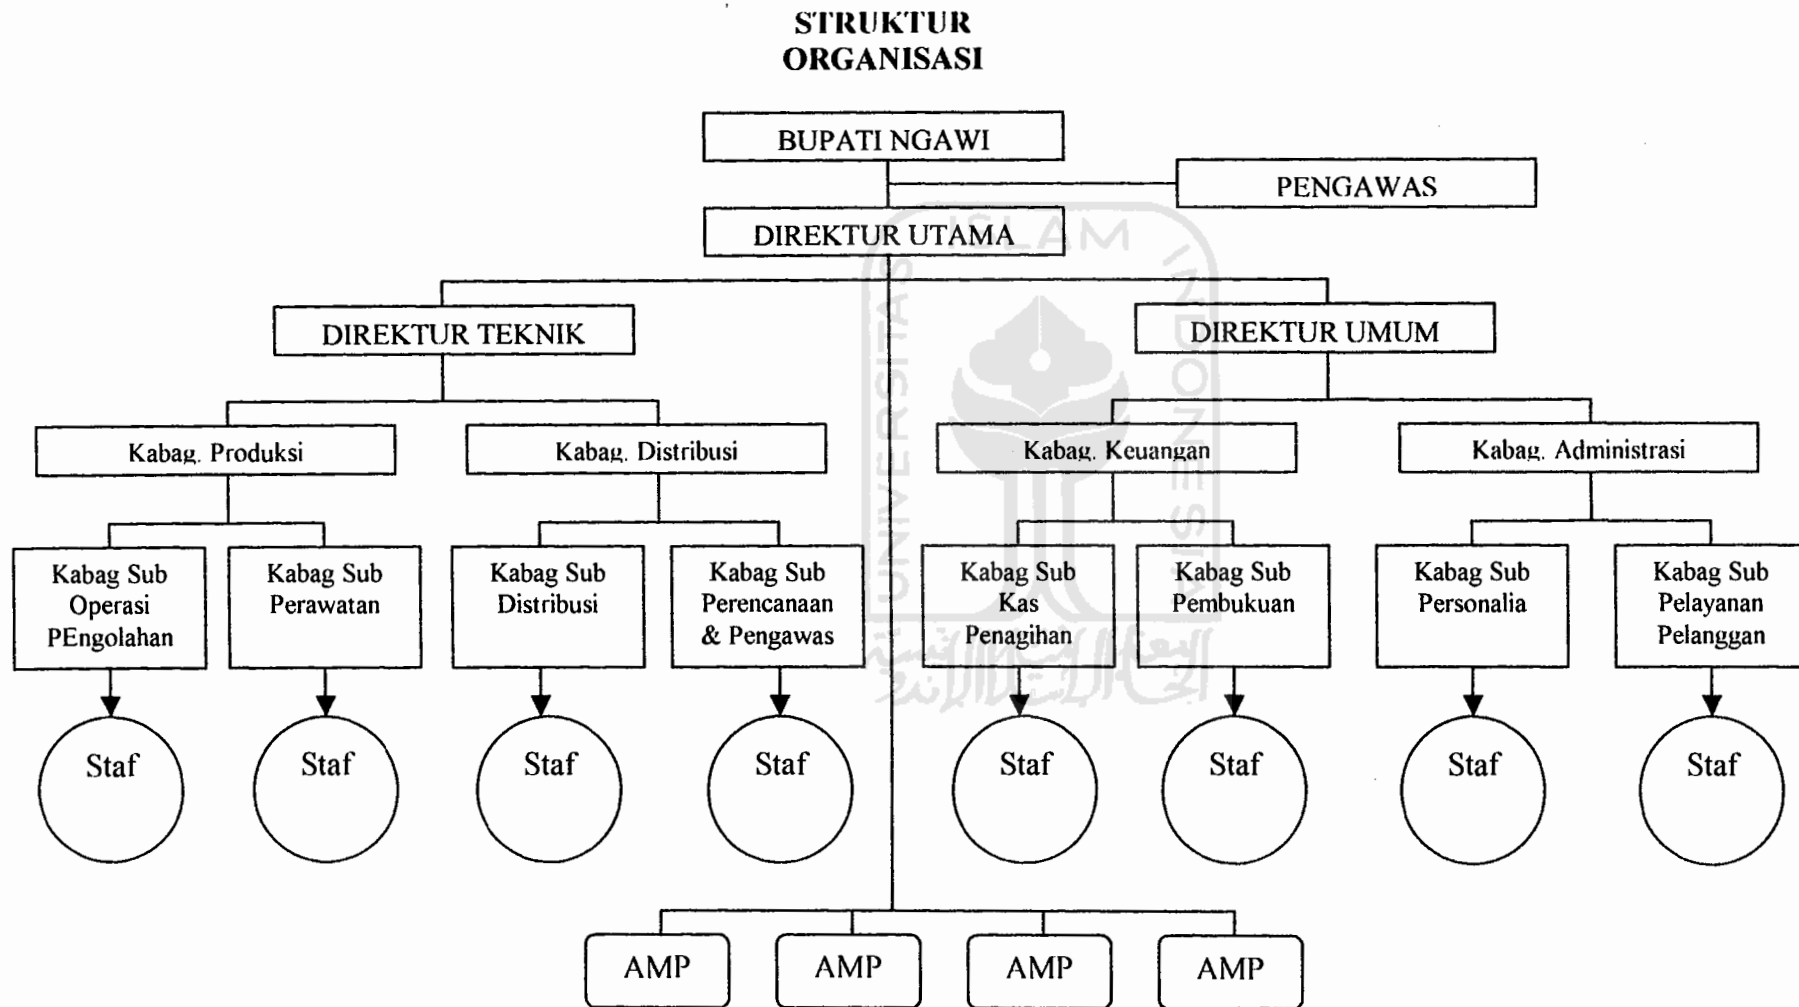 STRUKTUR
ORGANISASI
BUPATI NGAWI
PENGAWAS
DIREKTUR UTAMA
DIREKTUR TEKNIK
DIREKTUR UMUM
Kabag. Produksi
Kabag. Distribusi
Kabag. Keuangan
Kabag. Administrasi
Kabag Sub
Operasi
PEngolahan
Kabag Sub
Perawatan
Kabag Sub
Distribusi
Kabag Sub
Perencanaan
& Pengawas
Kabag Sub
Kas
Penagihan
Kabag Sub
Pembukuan
Kabag Sub
Personalia
Kabag Sub
Pelayanan
Pelanggan
Staf
Staf
Staf
Staf
Staf
Staf
Staf
Staf
AMP
AMP
AMP
AMP
UNIVERSITAS
ISLAM
INDONESIA